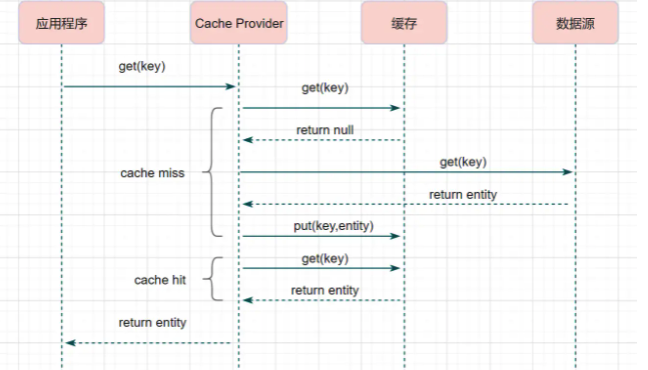 应用程序
Cache Provider
缓存
数据源
get(key)
get(key)
return null
get(key)
cache miss
return entity
put(key,entity)
get(key)
cache hit
return entity
return entity